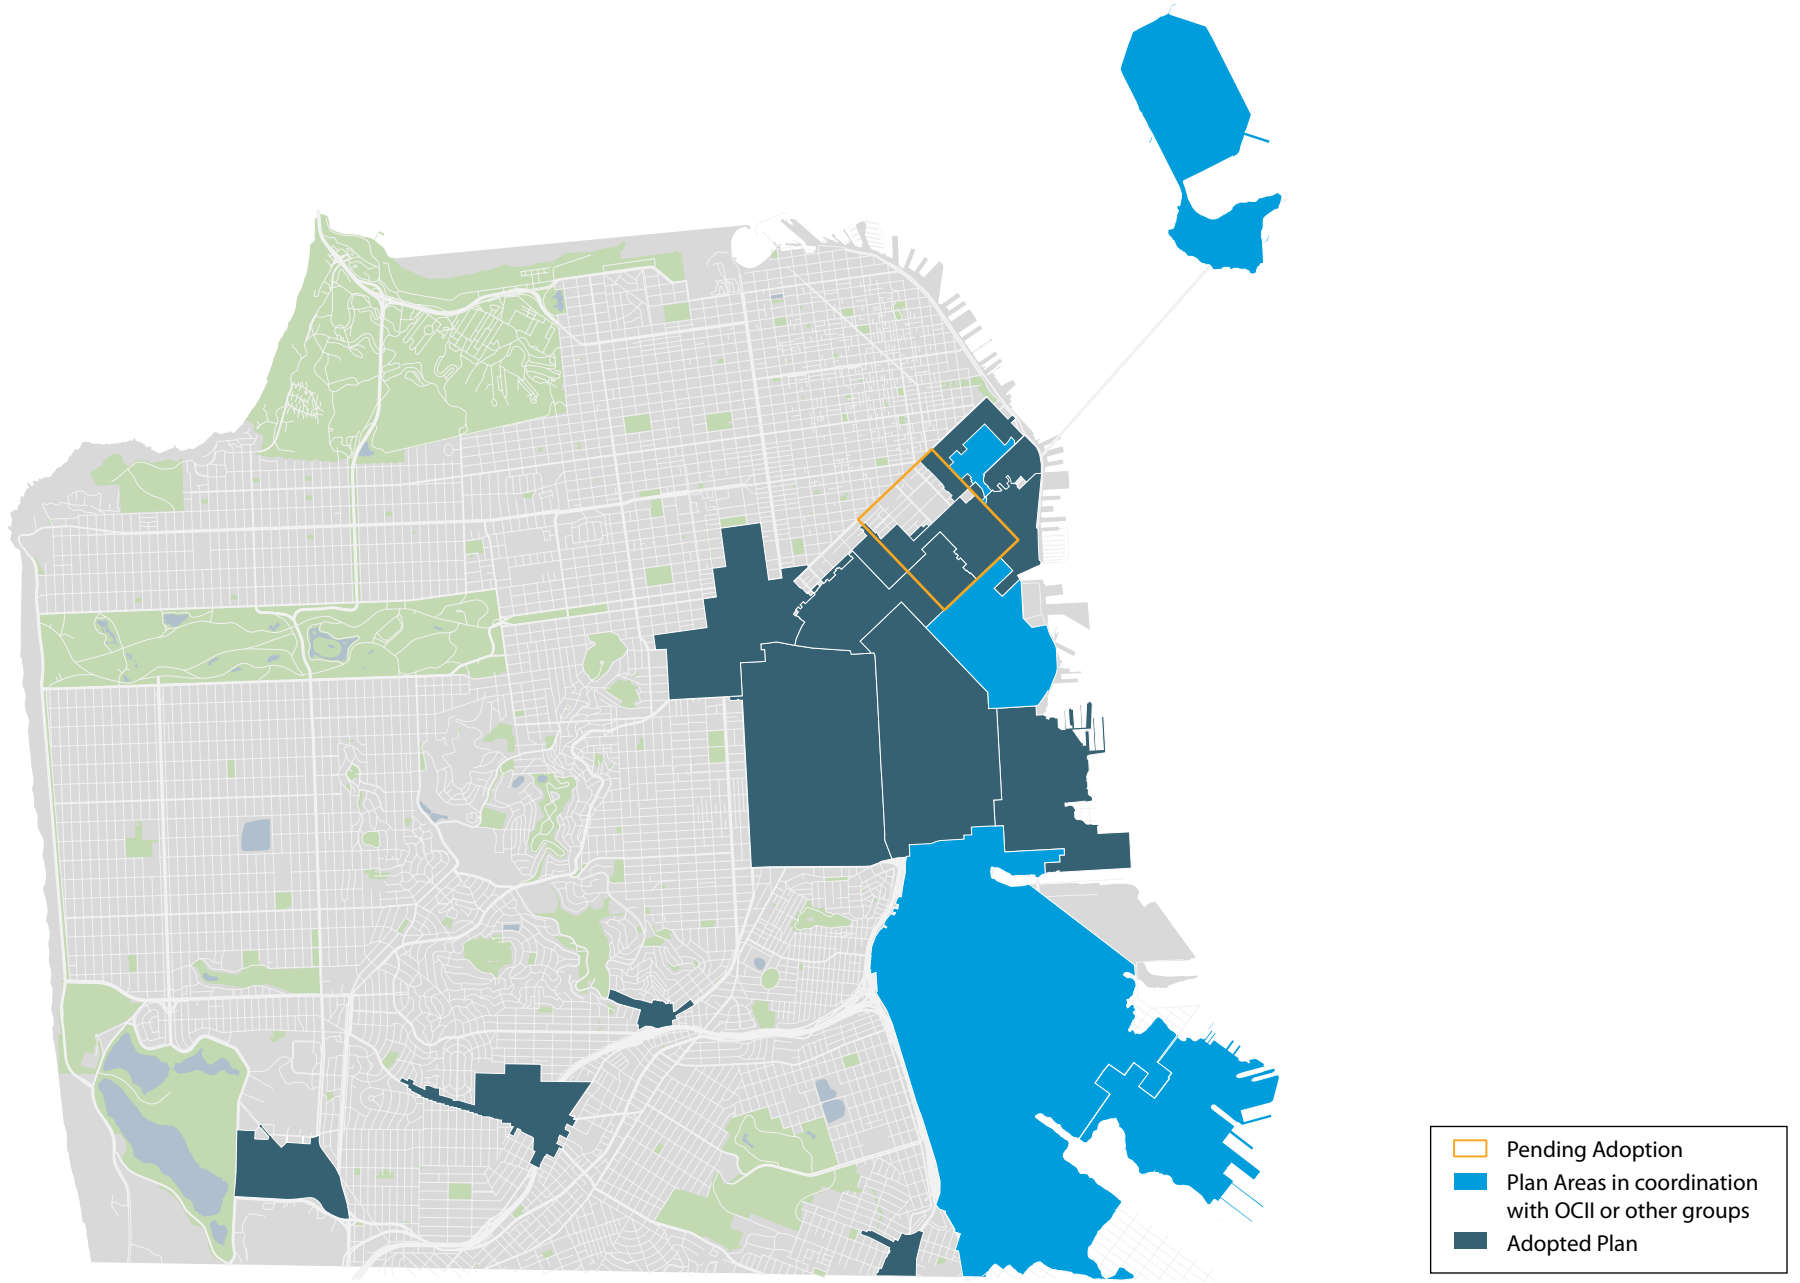 Pending Adoption
Plan Areas in coordination
with OCII or other groups
Adopted Plan